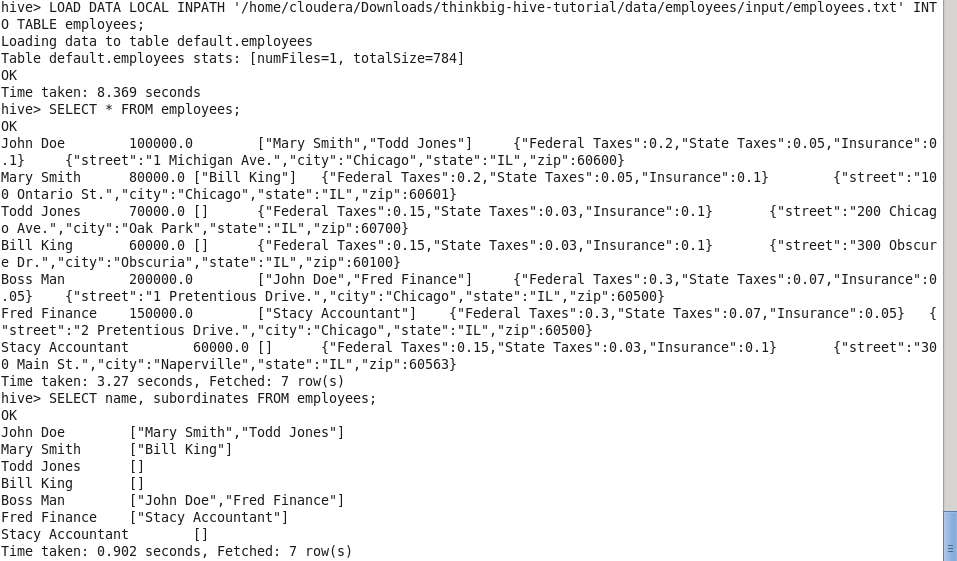 hive> LOAD DATA LOCAL INPATH '/home/cloudera/Downloads/thinkbig-hive-tutorial/data/employees/input/employees.txt' INT
O TABLE employees;
Loading data to table default.employees
Table default.employees stats: [numFiles=1, totalSize=784]
OK
Time taken: 8.369 seconds
hive> SELECT * FROM employees;
OK
John Doe        100000.0        ["Mary Smith","Todd Jones"]     {"Federal Taxes":0.2,"State Taxes":0.05,"Insurance":0
.1}     {"street":"1 Michigan Ave.","city":"Chicago","state":"IL","zip":60600}
Mary Smith      80000.0 ["Bill King"]   {"Federal Taxes":0.2,"State Taxes":0.05,"Insurance":0.1}        {"street":"10
0 Ontario St.","city":"Chicago","state":"IL","zip":60601}
Todd Jones      70000.0 []      {"Federal Taxes":0.15,"State Taxes":0.03,"Insurance":0.1}       {"street":"200 Chicag
o Ave.","city":"Oak Park","state":"IL","zip":60700}
Bill King       60000.0 []      {"Federal Taxes":0.15,"State Taxes":0.03,"Insurance":0.1}       {"street":"300 Obscur
e Dr.","city":"Obscuria","state":"IL","zip":60100}
Boss Man        200000.0        ["John Doe","Fred Finance"]     {"Federal Taxes":0.3,"State Taxes":0.07,"Insurance":0
.05}    {"street":"1 Pretentious Drive.","city":"Chicago","state":"IL","zip":60500}
Fred Finance    150000.0        ["Stacy Accountant"]    {"Federal Taxes":0.3,"State Taxes":0.07,"Insurance":0.05}   {
"street":"2 Pretentious Drive.","city":"Chicago","state":"IL","zip":60500}
Stacy Accountant        60000.0 []      {"Federal Taxes":0.15,"State Taxes":0.03,"Insurance":0.1}       {"street":"30
0 Main St.","city":"Naperville","state":"IL","zip":60563}
Time taken: 3.27 seconds, Fetched: 7 row(s)
hive> SELECT name, subordinates FROM employees;
OK
John Doe        ["Mary Smith","Todd Jones"]
Mary Smith      ["Bill King"]
Todd Jones      []
Bill King       []
Boss Man        ["John Doe","Fred Finance"]
Fred Finance    ["Stacy Accountant"]
Stacy Accountant        []
Time taken: 0.902 seconds, Fetched: 7 row(s)